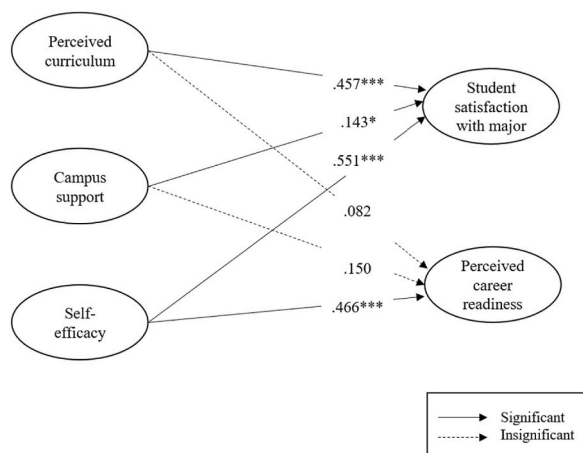 Perceived
curriculum
Student
satisfaction
with major
.457***
.143*
.551***
Campus
support
.082
.150
Perceived
career
readiness
.466***
Self-
efficacy
Significant
Insignificant